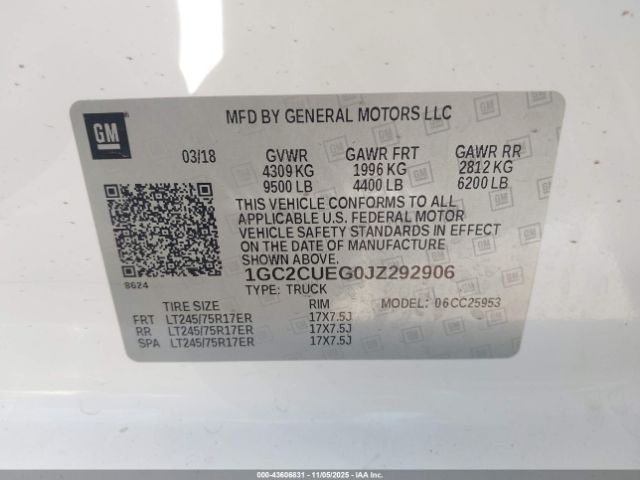 GM
MFD BY GENERAL MOTORS LLC
03/18 GVWR GAWR FRT GAWR RR
4309 KG 1996 KG 2812 KG
9500 LB 4400 LB 6200 LB
THIS VEHICLE CONFORMS TO ALL
APPLICABLE U.S. FEDERAL MOTOR
VEHICLE SAFETY STANDARDS IN EFFECT
ON THE DATE OF MANUFACTURE
SHOWN ABOVE.
8624
1GC2CUEG0JZ292906
TYPE: TRUCK
MODEL: 06CC25953
TIRE SIZE RIM
FRT LT245/75R17ER 17X7.5J
RR LT245/75R17ER 17X7.5J
SPA LT245/75R17ER 17X7.5J
000-43606831 - 11/05/2025 - IAAI.COM